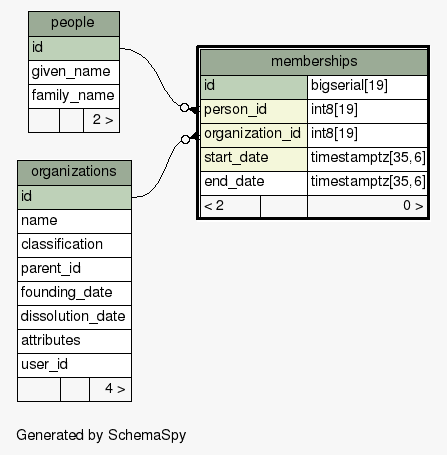 people
id
given_name
family_name
2 >
memberships
id bigserial[19]
person_id int8[19]
organization_id int8[19]
start_date timestamptz[35,6]
end_date timestamptz[35,6]
< 2 0 >
organizations
id
name
classification
parent_id
founding_date
dissolution_date
attributes
user_id
4 >
Generated by SchemaSpy